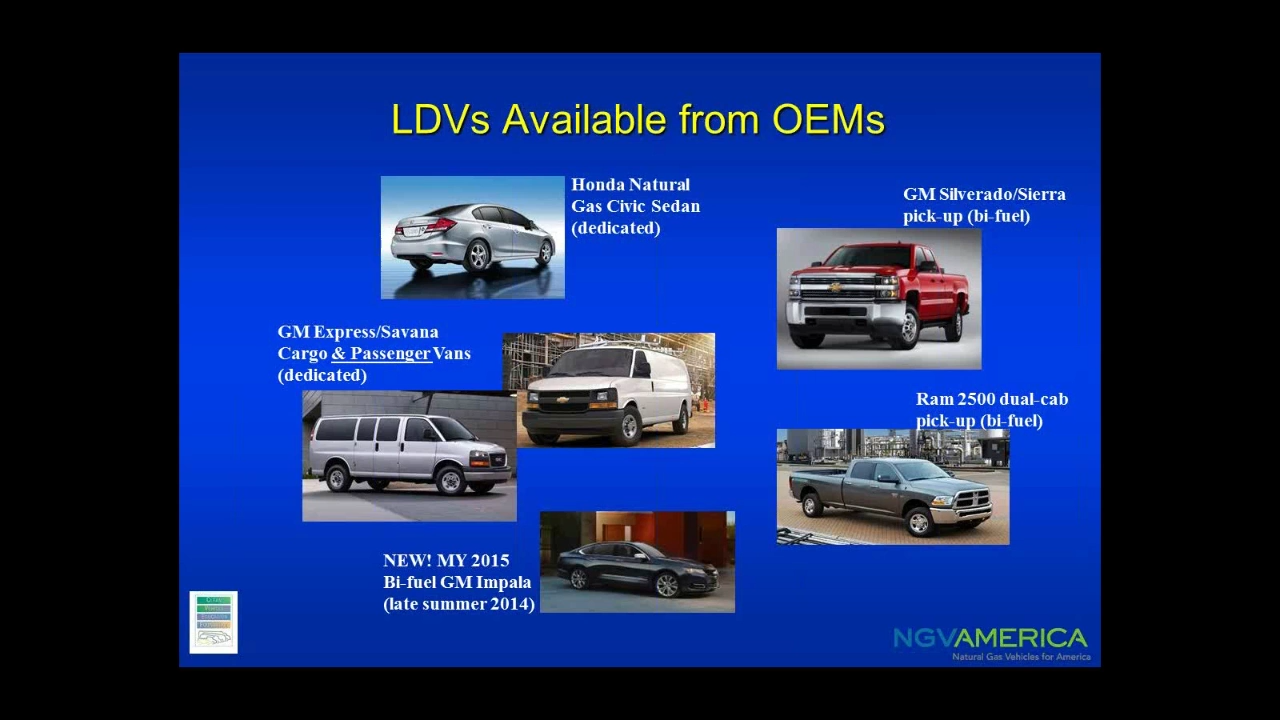 LDVs Available from OEMs
Honda Natural
Gas Civic Sedan
(dedicated)
GM Silverado/Sierra
pick-up (bi-fuel)
GM Express/Savana
Cargo & Passenger Vans
(dedicated)
Ram 2500 dual-cab
pick-up (bi-fuel)
NEW! MY 2015
Bi-fuel GM Impala
(late summer 2014)
NGVAMERICA
Natural Gas Vehicles for America